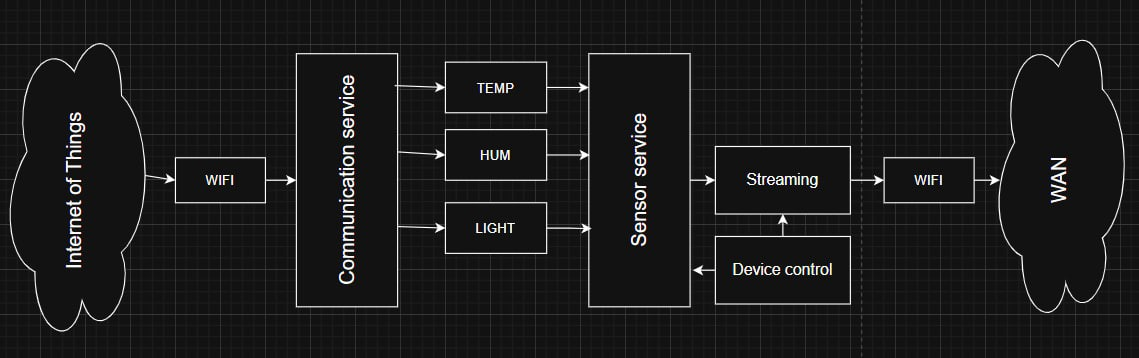 Internet of Things
WIFI
Communication service
TEMP
HUM
LIGHT
Sensor service
Streaming
Device control
WIFI
WAN